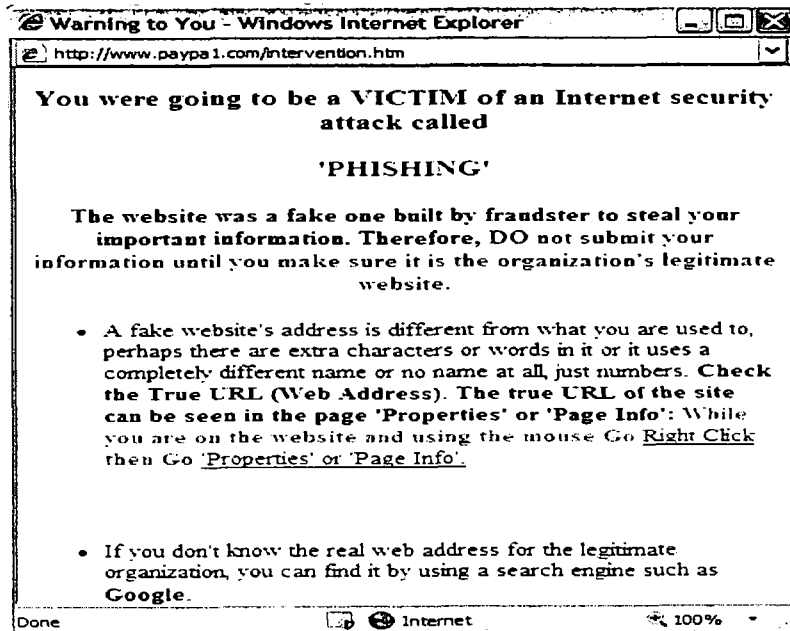 Warning to You - Windows Internet Explorer
http://www.paypa1.com/intervention.htm
You were going to be a VICTIM of an Internet security
attack called
'PHISHING'
The website was a fake one built by fraudster to steal your
important information. Therefore, DO not submit your
information until you make sure it is the organization's legitimate
website.
• A fake website's address is different from what you are used to,
perhaps there are extra characters or words in it or it uses a
completely different name or no name at all, just numbers. Check
the True URL (Web Address). The true URL of the site
can be seen in the page 'Properties' or 'Page Info': While
you are on the website and using the mouse Go Right Click
then Go 'Properties' or 'Page Info'.
• If you don't know the real web address for the legitimate
organization, you can find it by using a search engine such as
Google.
Done Internet 100%